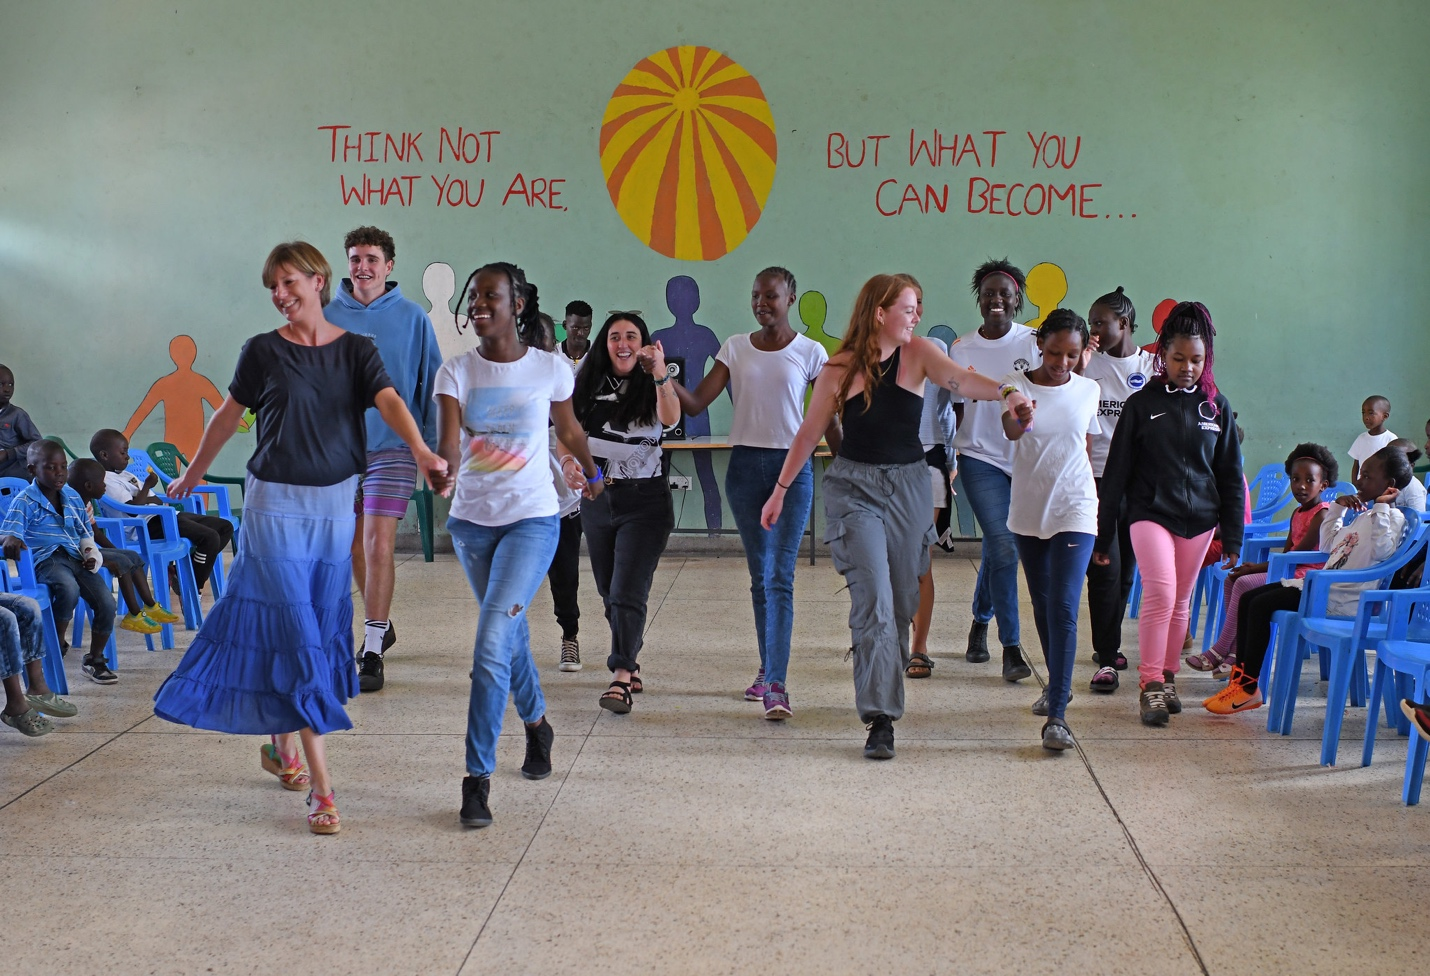 THINK NOT
WHAT YOU ARE,
BUT WHAT YOU
CAN BECOME...